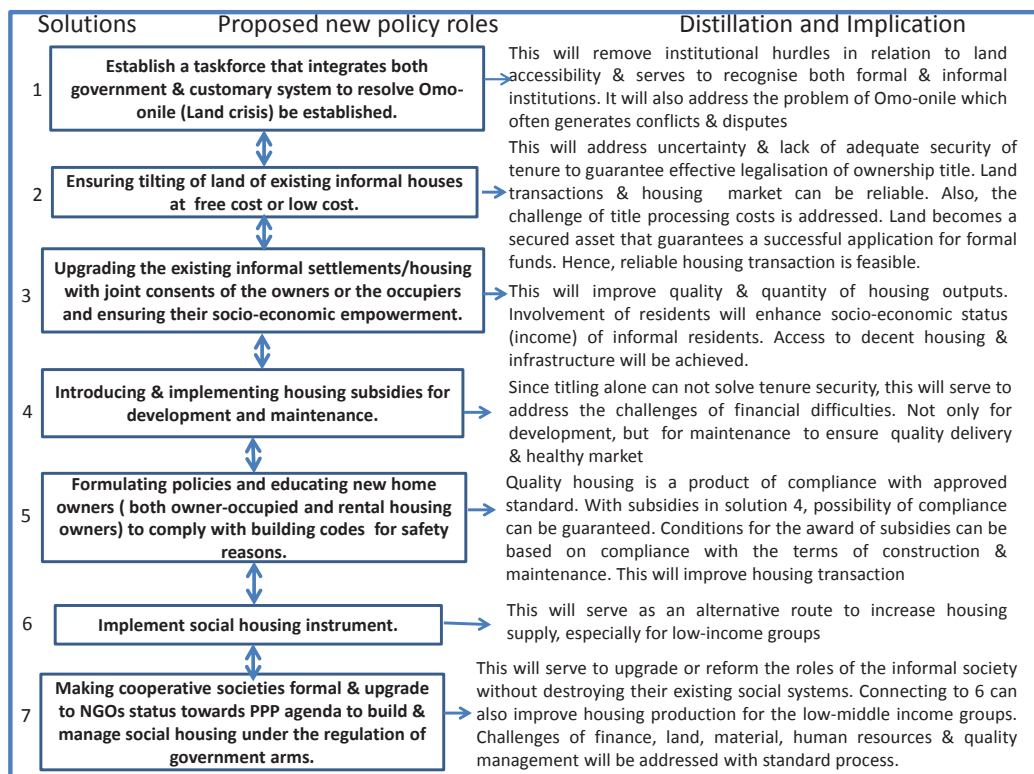 Solutions
Proposed new policy roles
Distillation and Implication
1
Establish a taskforce that integrates both
government & customary system to resolve Omo-
onile (Land crisis) be established.
This will remove institutional hurdles in relation to land
accessibility & serves to recognise both formal & informal
institutions. It will also address the problem of Omo-onile which
often generates conflicts & disputes
2
Ensuring tilting of land of existing informal houses
at free cost or low cost.
This will address uncertainty & lack of adequate security of
tenure to guarantee effective legalisation of ownership title. Land
transactions & housing market can be reliable. Also, the
challenge of title processing costs is addressed. Land becomes a
secured asset that guarantees a successful application for formal
funds. Hence, reliable housing transaction is feasible.
3
Upgrading the existing informal settlements/housing
with joint consents of the owners or the occupiers
and ensuring their socio-economic empowerment.
This will improve quality & quantity of housing outputs.
Involvement of residents will enhance socio-economic status
(income) of informal residents. Access to decent housing &
infrastructure will be achieved.
4
Introducing & implementing housing subsidies for
development and maintenance.
Since titling alone can not solve tenure security, this will serve to
address the challenges of financial difficulties. Not only for
development, but for maintenance to ensure quality delivery
& healthy market
5
Formulating policies and educating new home
owners ( both owner-occupied and rental housing
owners) to comply with building codes for safety
reasons.
Quality housing is a product of compliance with approved
standard. With subsidies in solution 4, possibility of compliance
can be guaranteed. Conditions for the award of subsidies can be
based on compliance with the terms of construction &
maintenance. This will improve housing transaction
6
Implement social housing instrument.
This will serve as an alternative route to increase housing
supply, especially for low-income groups
7
Making cooperative societies formal & upgrade
to NGOs status towards PPP agenda to build &
manage social housing under the regulation of
government arms.
This will serve to upgrade or reform the roles of the informal society
without destroying their existing social systems. Connecting to 6 can
also improve housing production for the low-middle income groups.
Challenges of finance, land, material, human resources & quality
management will be addressed with standard process.